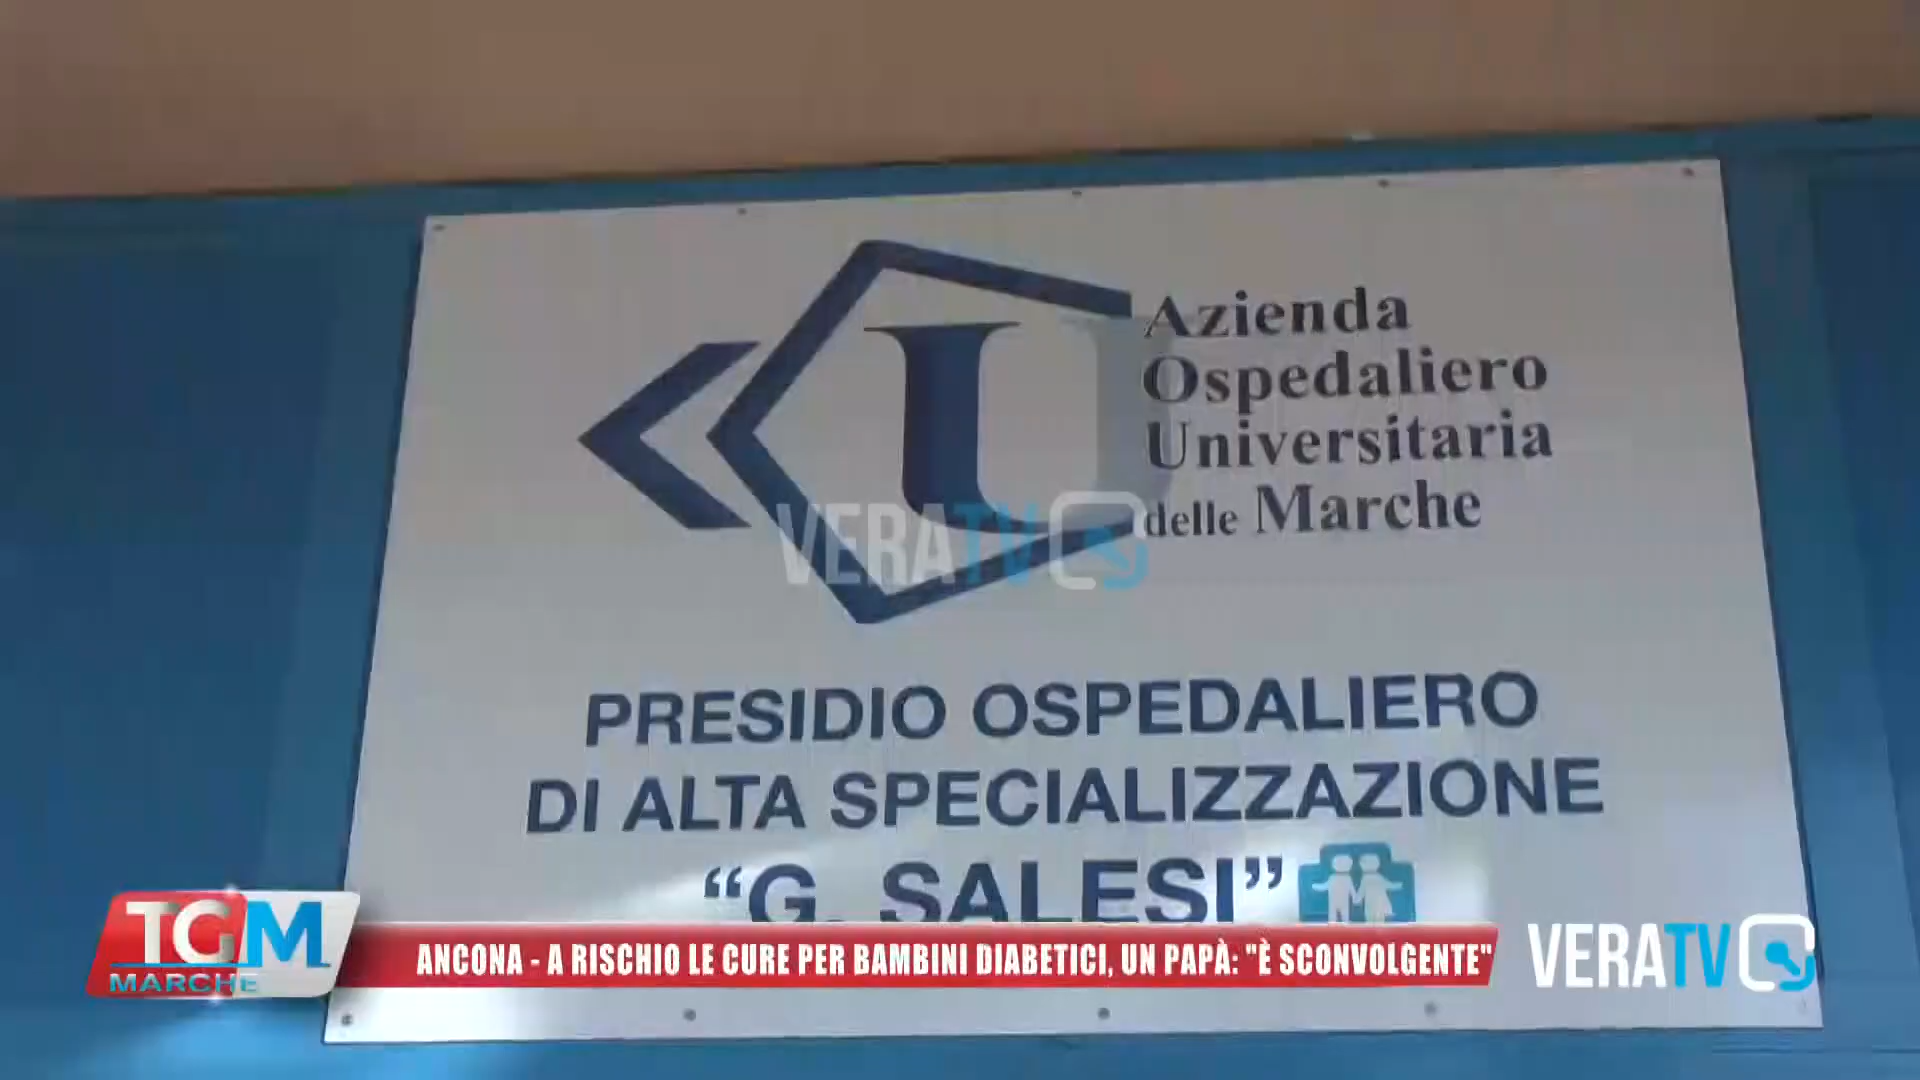 Azienda
Ospedaliero
Universitaria
delle Marche
VERATV
PRESIDIO OSPEDALIERO
DI ALTA SPECIALIZZAZIONE
“G. SALESI”
TGM
MARCHE
ANCONA - A RISCHIO LE CURE PER BAMBINI DIABETICI, UN PAPÀ: "È SCONVOLGENTE"
VERATV